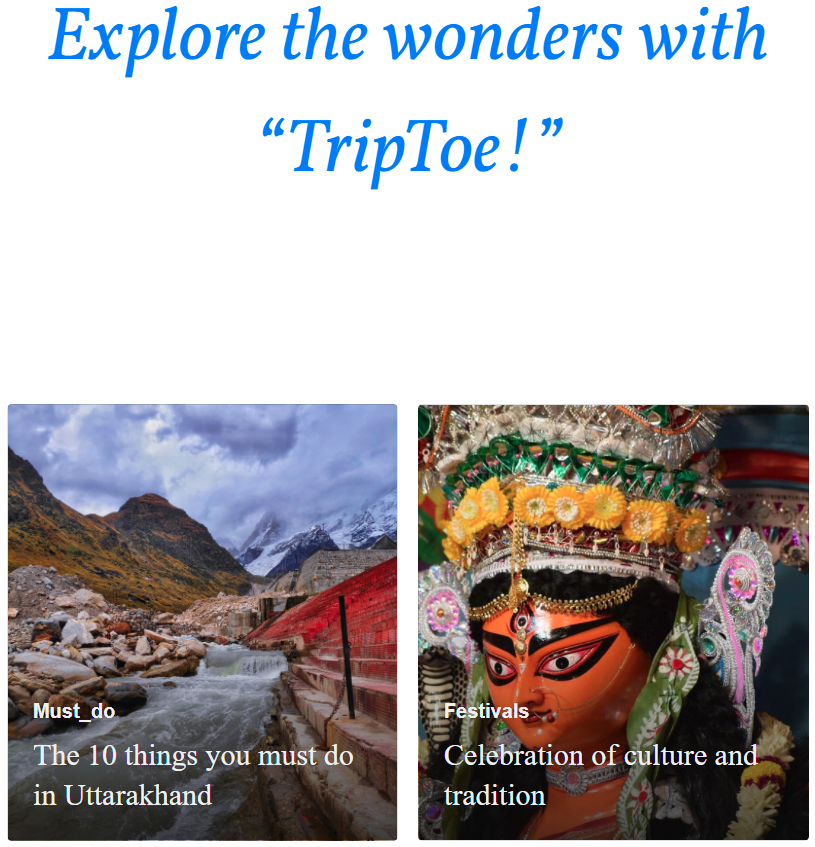 Explore the wonders with
“TripToe!”
Must_do
The 10 things you must do
in Uttarakhand
Festivals
Celebration of culture and
tradition